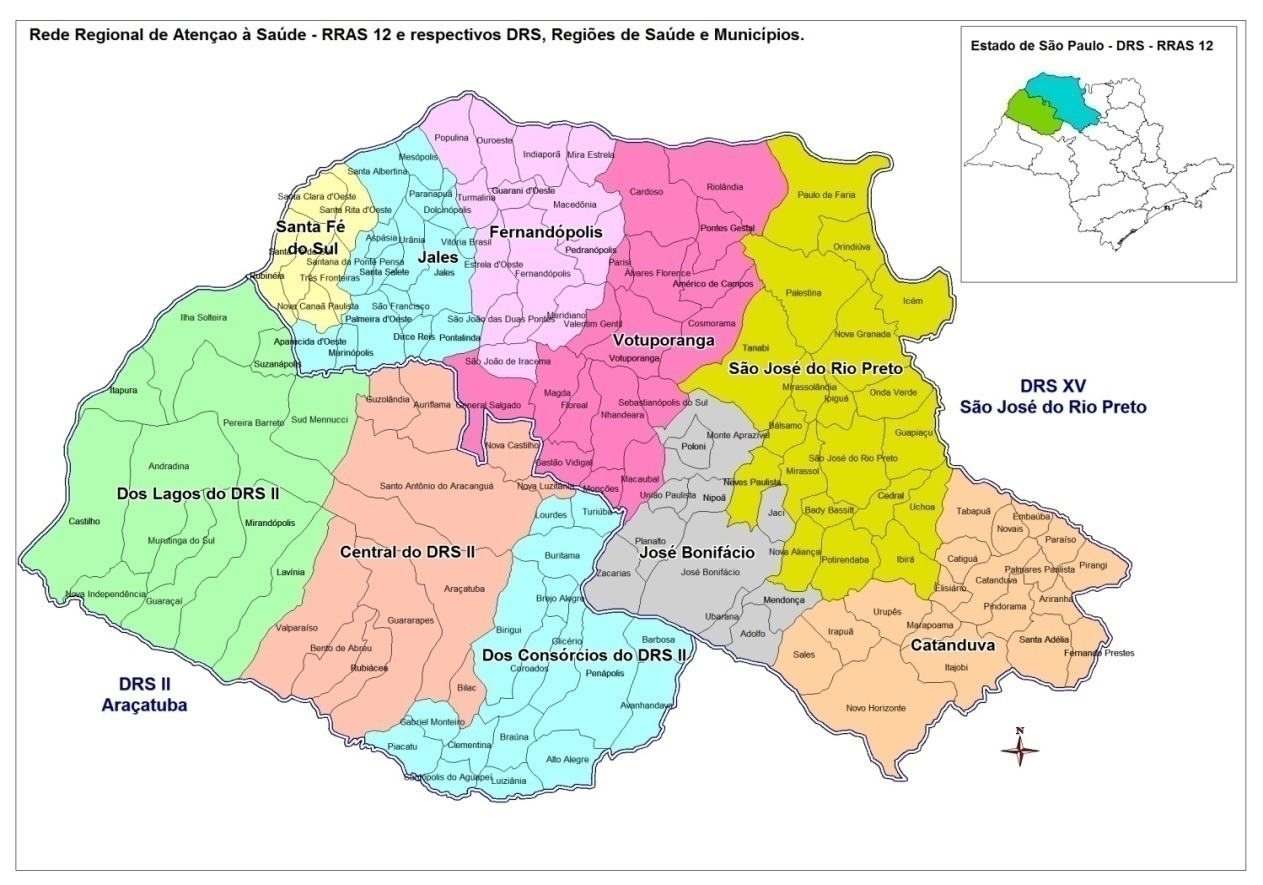 Rede Regional de Atençao à Saúde - RRAS 12 e respectivos DRS, Regiões de Saúde e Municípios.
Estado de São Paulo - DRS - RRAS 12
Populina
Ouroeste
Indiaporã
Mira Estrela
Mesópolis
Santa Albertina
Paranapuã
Turmalina
Guarani d'Oeste
Macedônia
Cardoso
Riolândia
Paulo de Faria
Santa Clara d'Oeste
Santa Rita d'Oeste
Dolcinópolis
Santa Fé
do Sul
Fernandópolis
Pontes Gestal
Orindiúva
Aspásia
Urânia
Vitória Brasil
Pedranópolis
Jales
Santana da Ponte Pensa
Estrela d'Oeste
Parisi
Rubinéia
Três Fronteiras
Santa Salete
Jales
Fernandópolis
Álvares Florence
Américo de Campos
Palestina
Icém
Nova Canaã Paulista
São Francisco
Ilha Solteira
Palmeira d'Oeste
São João das Duas Pontes
Meridiano
Valentim Gentil
Cosmorama
Nova Granada
Aparecida d'Oeste
Dirce Reis
Pontalinda
Votuporanga
Tanabi
Marinópolis
Votuporanga
Suzanápolis
São João de Iracema
São José do Rio Preto
Itapura
Mirassolândia
Ipiguá
Onda Verde
DRS XV
São José do Rio Preto
Guzolândia
Auriflama
General Salgado
Magda
Floreal
Sebastianópolis do Sul
Nhandeara
Pereira Barreto
Sud Mennucci
Bálsamo
Guapiaçu
Monte Aprazível
Nova Castilho
Poloni
Andradina
Gastão Vidigal
São José do Rio Preto
Mirassol
Santo Antônio do Aracanguá
Nova Luzitânia
Monções
Macaubal
Neves Paulista
Dos Lagos do DRS II
União Paulista
Nipoã
Cedral
Uchoa
Castilho
Mirandópolis
Lourdes
Turiúba
Jaci
Bady Bassitt
Tabapuã
Embaúba
Novais
Murutinga do Sul
Central do DRS II
Planalto
José Bonifácio
Nova Aliança
Potirendaba
Ibirá
Paraíso
Buritama
Catiguá
Pirangi
Lavínia
Zacarias
José Bonifácio
Palmares Paulista
Catanduva
Araçatuba
Elisiário
Nova Independência
Guaraçaí
Brejo Alegre
Mendonça
Ariranha
Pindorama
Guararapes
Ubarana
Urupês
Marapoama
Valparaíso
Birigui
Glicério
Barbosa
Adolfo
Irapuã
Catanduva
Santa Adélia
Bento de Abreu
Dos Consórcios do DRS II
Sales
Fernando Prestes
Rubiácea
Coroados
Penápolis
Itajobi
DRS II
Araçatuba
Bilac
Avanhandava
Novo Horizonte
Gabriel Monteiro
Piacatu
Clementina
Braúna
Alto Alegre
Luiziânia
N